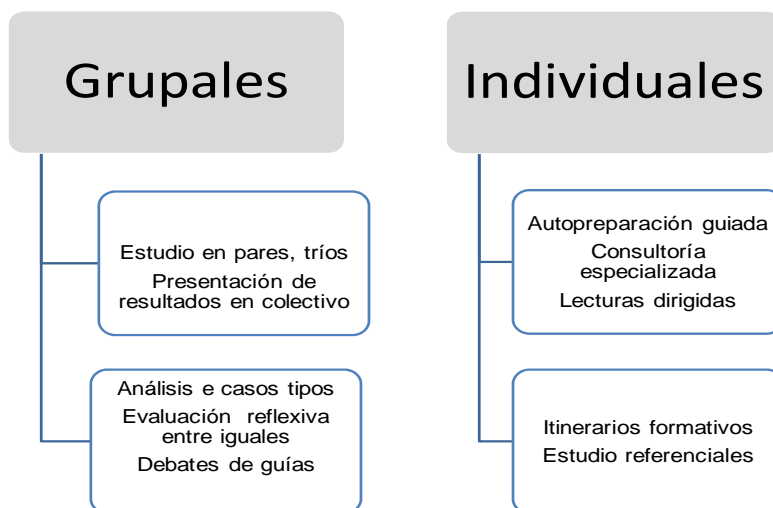 Grupales
Estudio en pares, tríos
Presentación de
resultados en colectivo
Análisis e casos tipos
Evaluación reflexiva
entre iguales
Debates de guías
Individuales
Autopreparación guiada
Consultoría
especializada
Lecturas dirigidas
Itinerarios formativos
Estudio referenciales